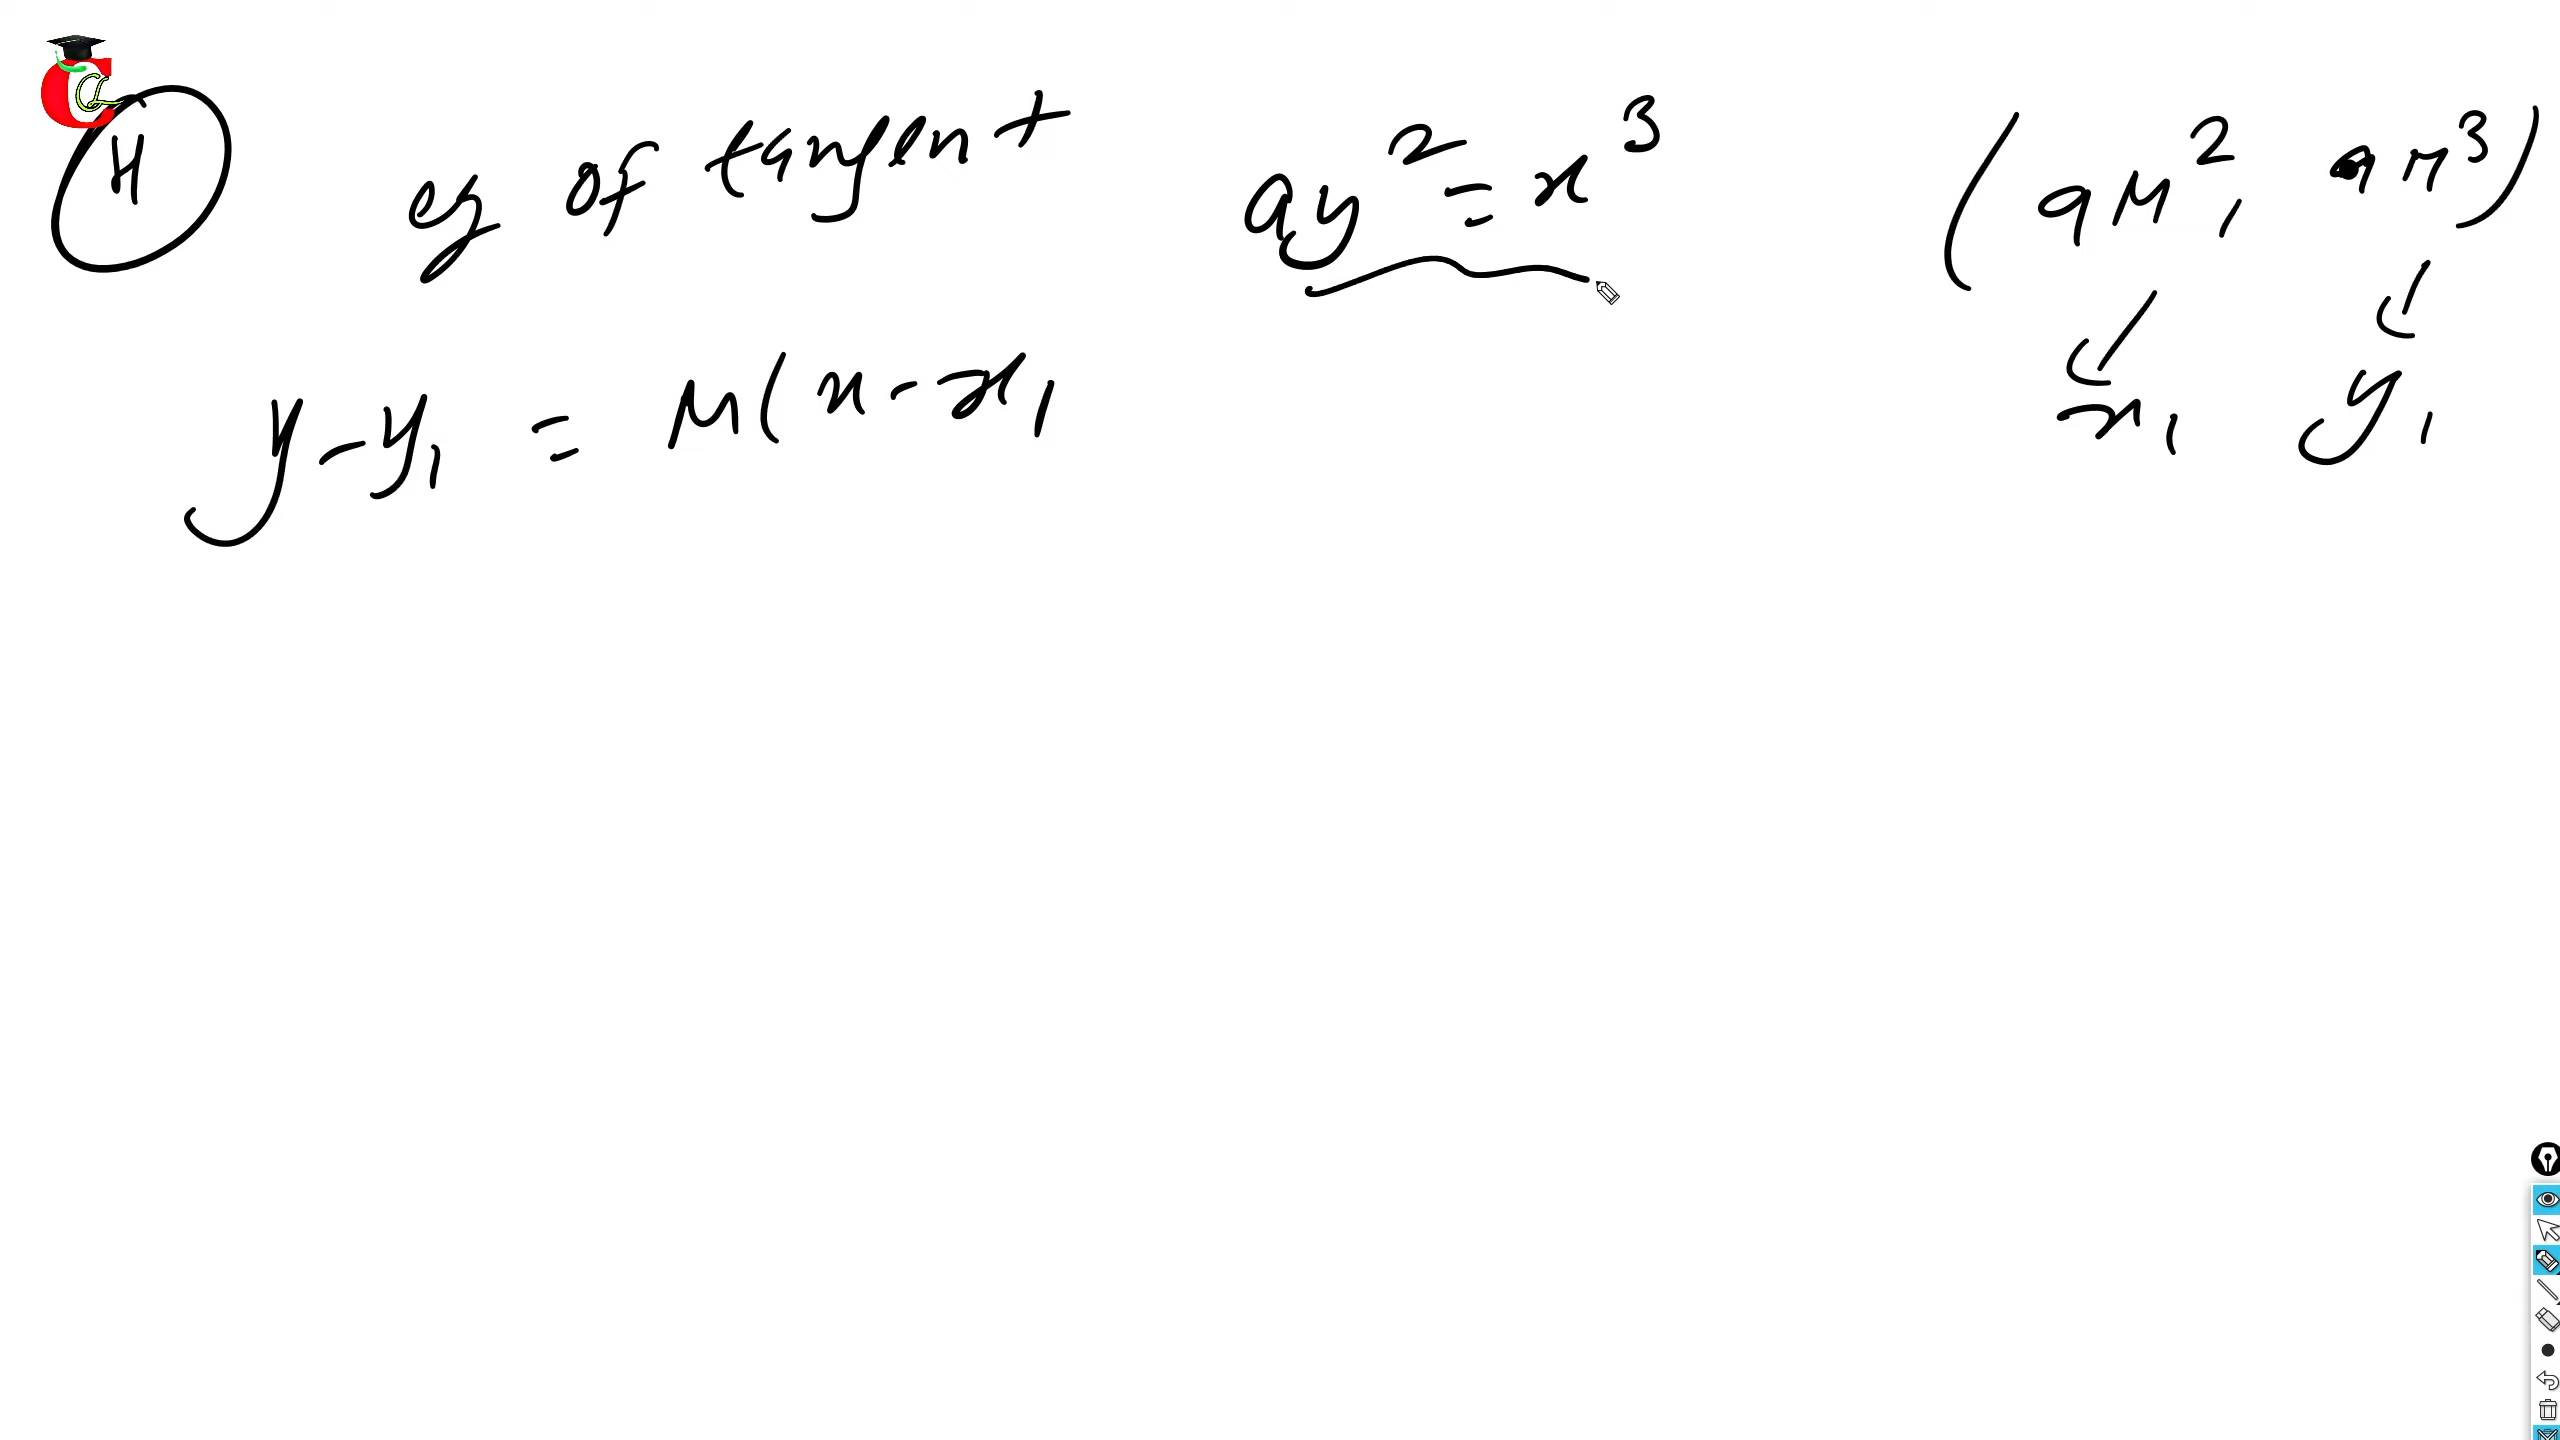 H eq of tangent ay² = x³ (am², am³)
y - y₁ = M(x - x₁
x₁ y₁